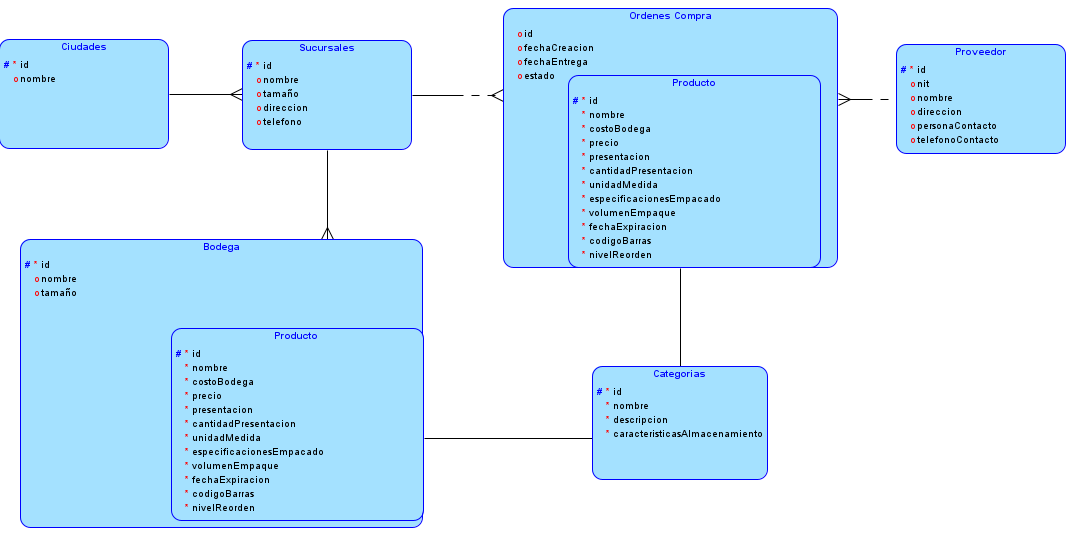 Ciudades
# * id
o nombre
Sucursales
# * id
o nombre
o tamaño
o direccion
o telefono
Ordenes Compra
o id
o fechaCreacion
o fechaEntrega
o estado
Producto
# * id
* nombre
* costoBodega
* precio
* presentacion
* cantidadPresentacion
* unidadMedida
* especificacionesEmpacado
* volumenEmpaque
* fechaExpiracion
* codigoBarras
* nivelReorden
Proveedor
# * id
o nit
o nombre
o direccion
o personaContacto
o telefonoContacto
Bodega
# * id
o nombre
o tamaño
Producto
# * id
* nombre
* costoBodega
* precio
* presentacion
* cantidadPresentacion
* unidadMedida
* especificacionesEmpacado
* volumenEmpaque
* fechaExpiracion
* codigoBarras
* nivelReorden
Categorias
# * id
* nombre
* descripcion
* caracteristicasAlmacenamiento